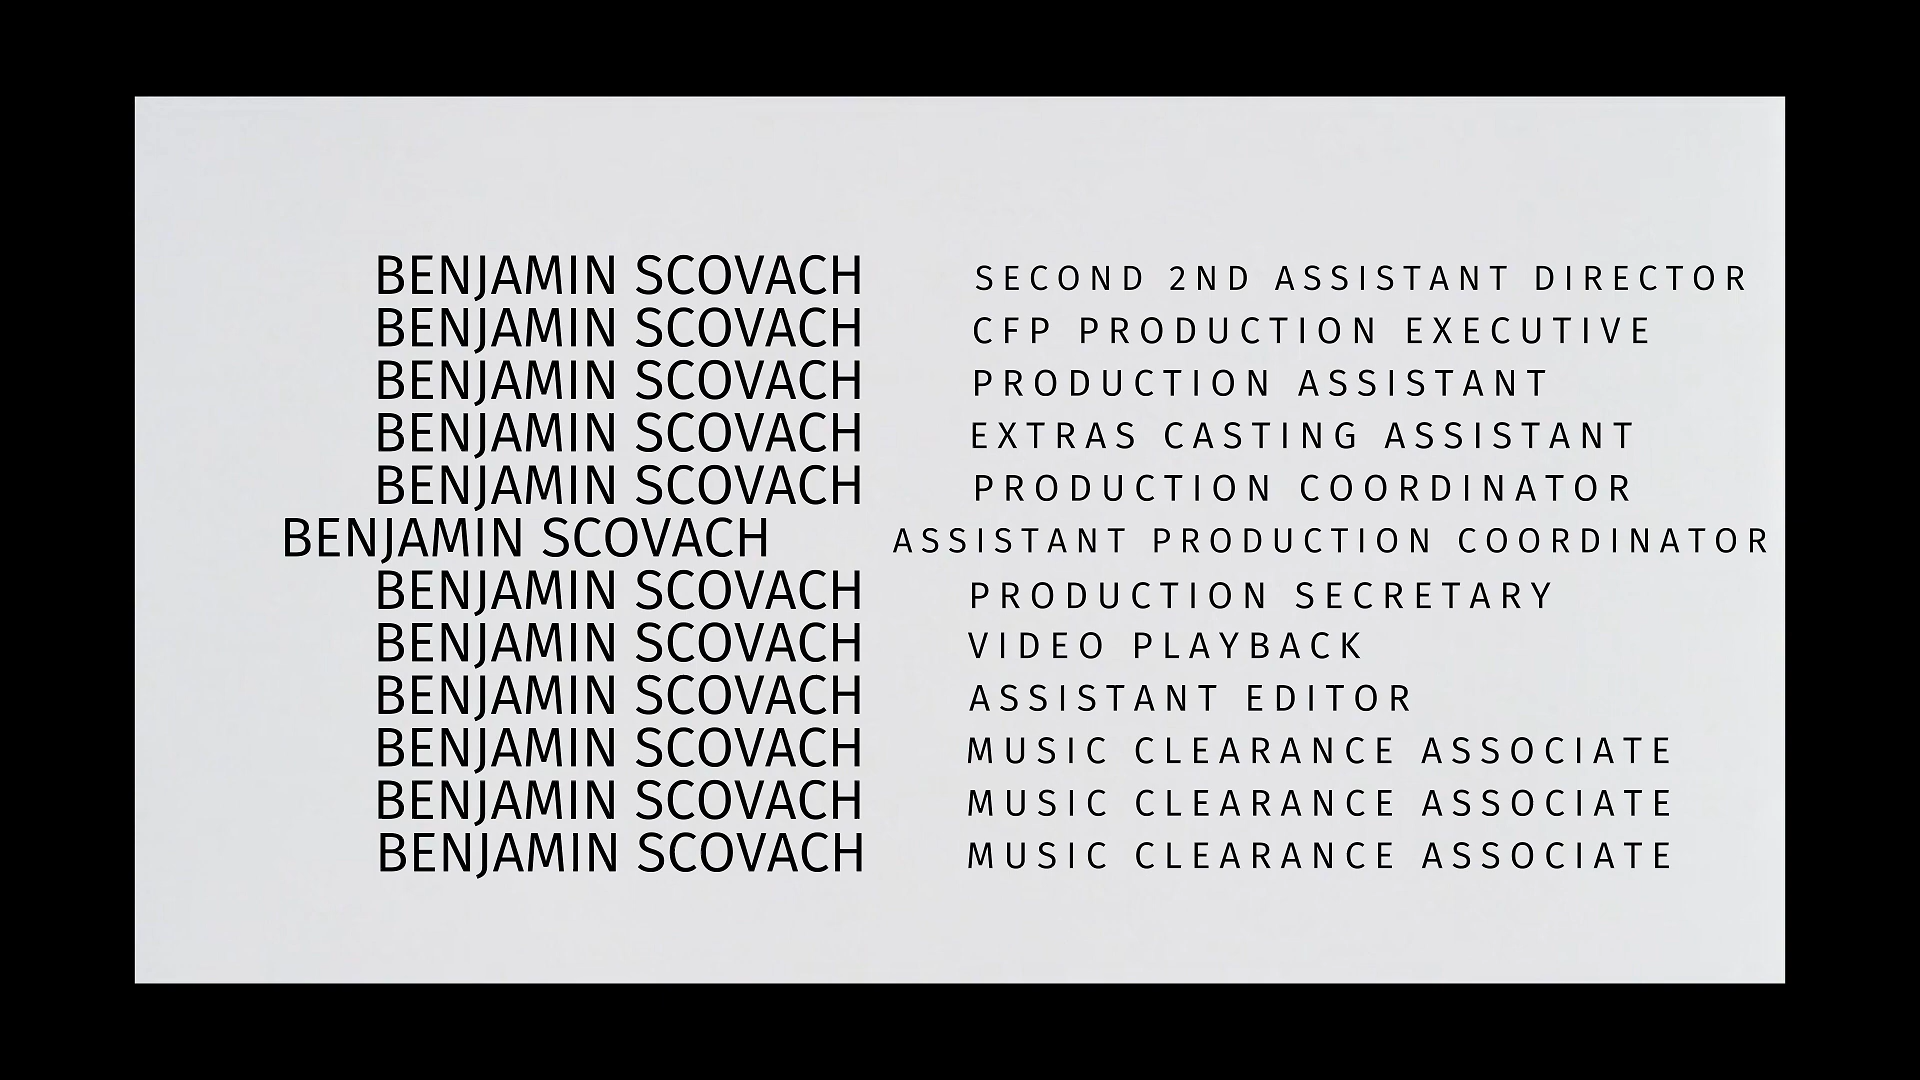 BENJAMIN SCOVACH SECOND 2ND ASSISTANT DIRECTOR
BENJAMIN SCOVACH CFP PRODUCTION EXECUTIVE
BENJAMIN SCOVACH PRODUCTION ASSISTANT
BENJAMIN SCOVACH EXTRAS CASTING ASSISTANT
BENJAMIN SCOVACH PRODUCTION COORDINATOR
BENJAMIN SCOVACH ASSISTANT PRODUCTION COORDINATOR
BENJAMIN SCOVACH PRODUCTION SECRETARY
BENJAMIN SCOVACH VIDEO PLAYBACK
BENJAMIN SCOVACH ASSISTANT EDITOR
BENJAMIN SCOVACH MUSIC CLEARANCE ASSOCIATE
BENJAMIN SCOVACH MUSIC CLEARANCE ASSOCIATE
BENJAMIN SCOVACH MUSIC CLEARANCE ASSOCIATE